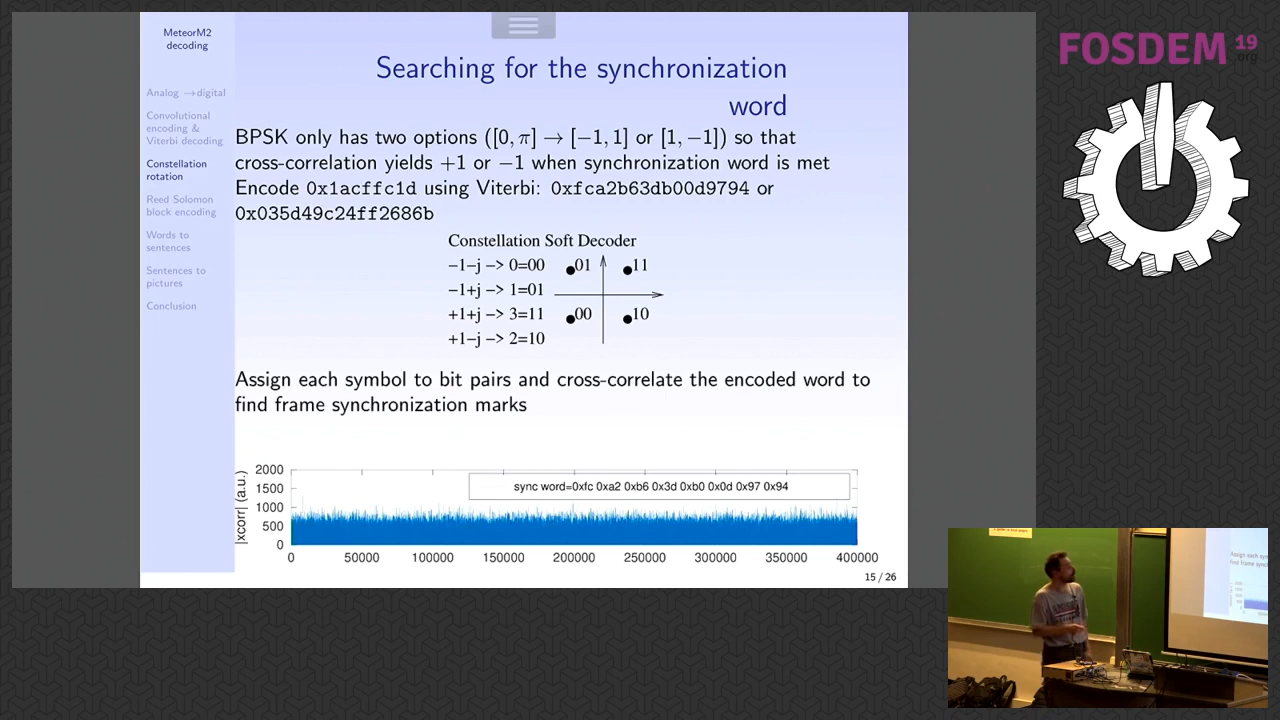 MeteorM2
decoding
Analog →digital
Convolutional
encoding &
Viterbi decoding
Constellation
rotation
Reed Solomon
block encoding
Words to
sentences
Sentences to
pictures
Conclusion
Searching for the synchronization
word
BPSK only has two options ([0, π] → [−1, 1] or [1, −1]) so that
cross-correlation yields +1 or −1 when synchronization word is met
Encode 0x1acffc1d using Viterbi: 0xfca2b63db00d9794 or
0x035d49c24ff2686b
Constellation Soft Decoder
−1−j −> 0=00
−1+j −> 1=01
+1+j −> 3=11
+1−j −> 2=10
01 11
00 10
Assign each symbol to bit pairs and cross-correlate the encoded word to
find frame synchronization marks
|xcorr| (a.u.)
2000
1500
1000
500
0
sync word=0xfc 0xa2 0xb6 0x3d 0xb0 0x0d 0x97 0x94
0 50000 100000 150000 200000 250000 300000 350000 400000
15 / 26
FOSDEM 19
.org
Assign each sym
find frame synch